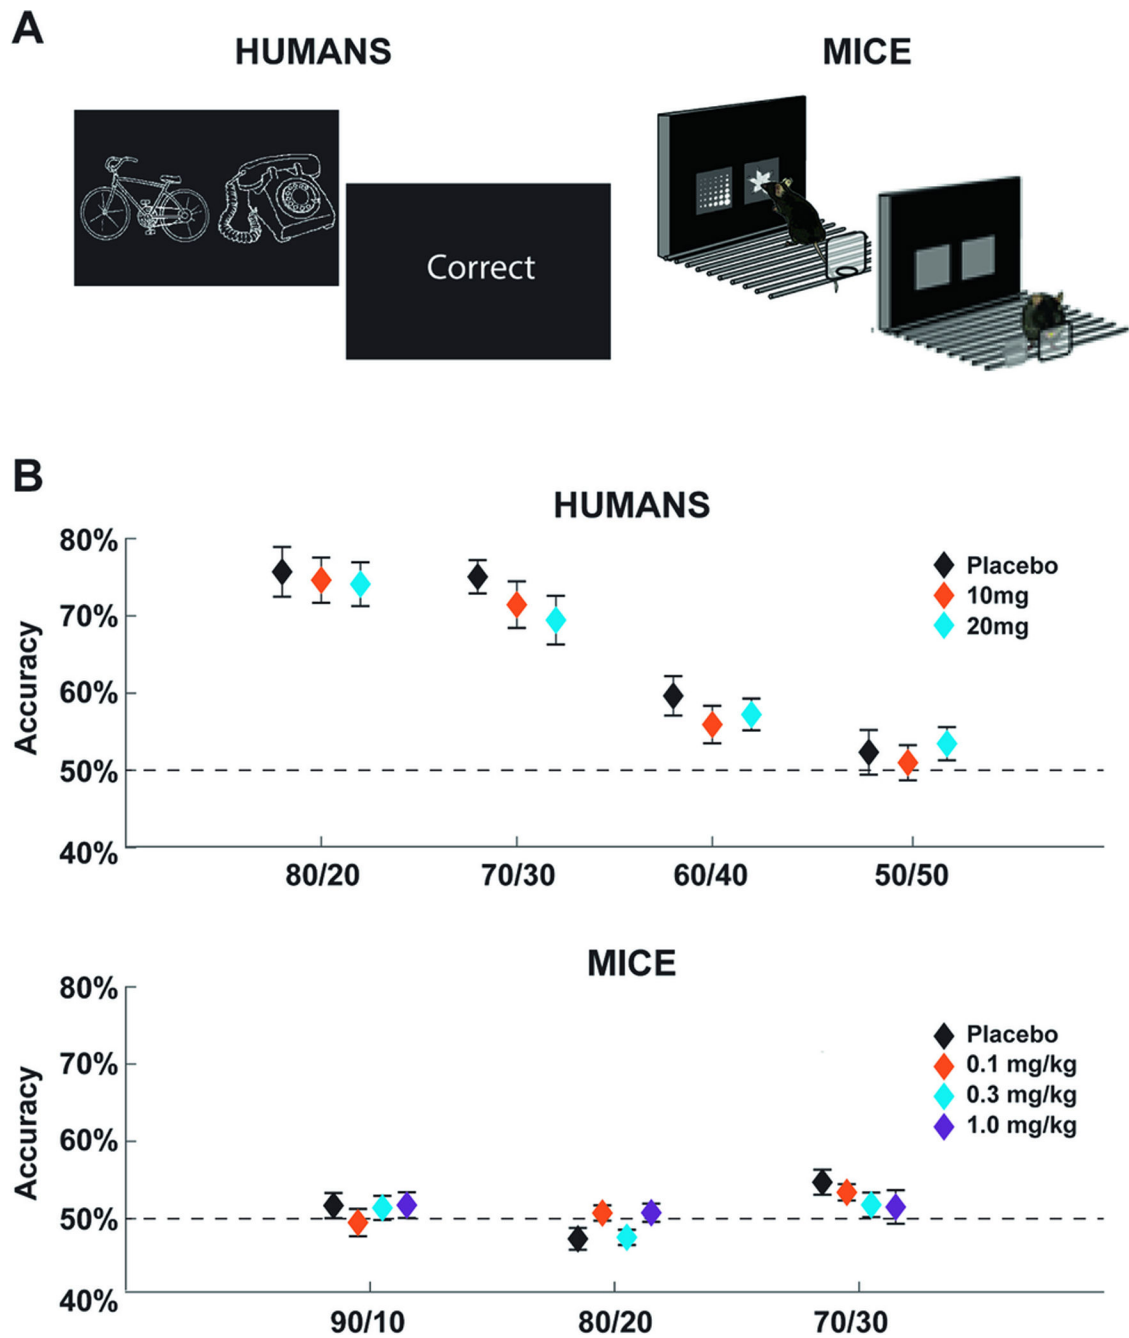 A
HUMANS
MICE
Correct
B
HUMANS
80%
70%
60%
50%
40%
Accuracy
Placebo
10mg
20mg
80/20
70/30
60/40
50/50
MICE
80%
70%
60%
50%
40%
Accuracy
Placebo
0.1 mg/kg
0.3 mg/kg
1.0 mg/kg
90/10
80/20
70/30